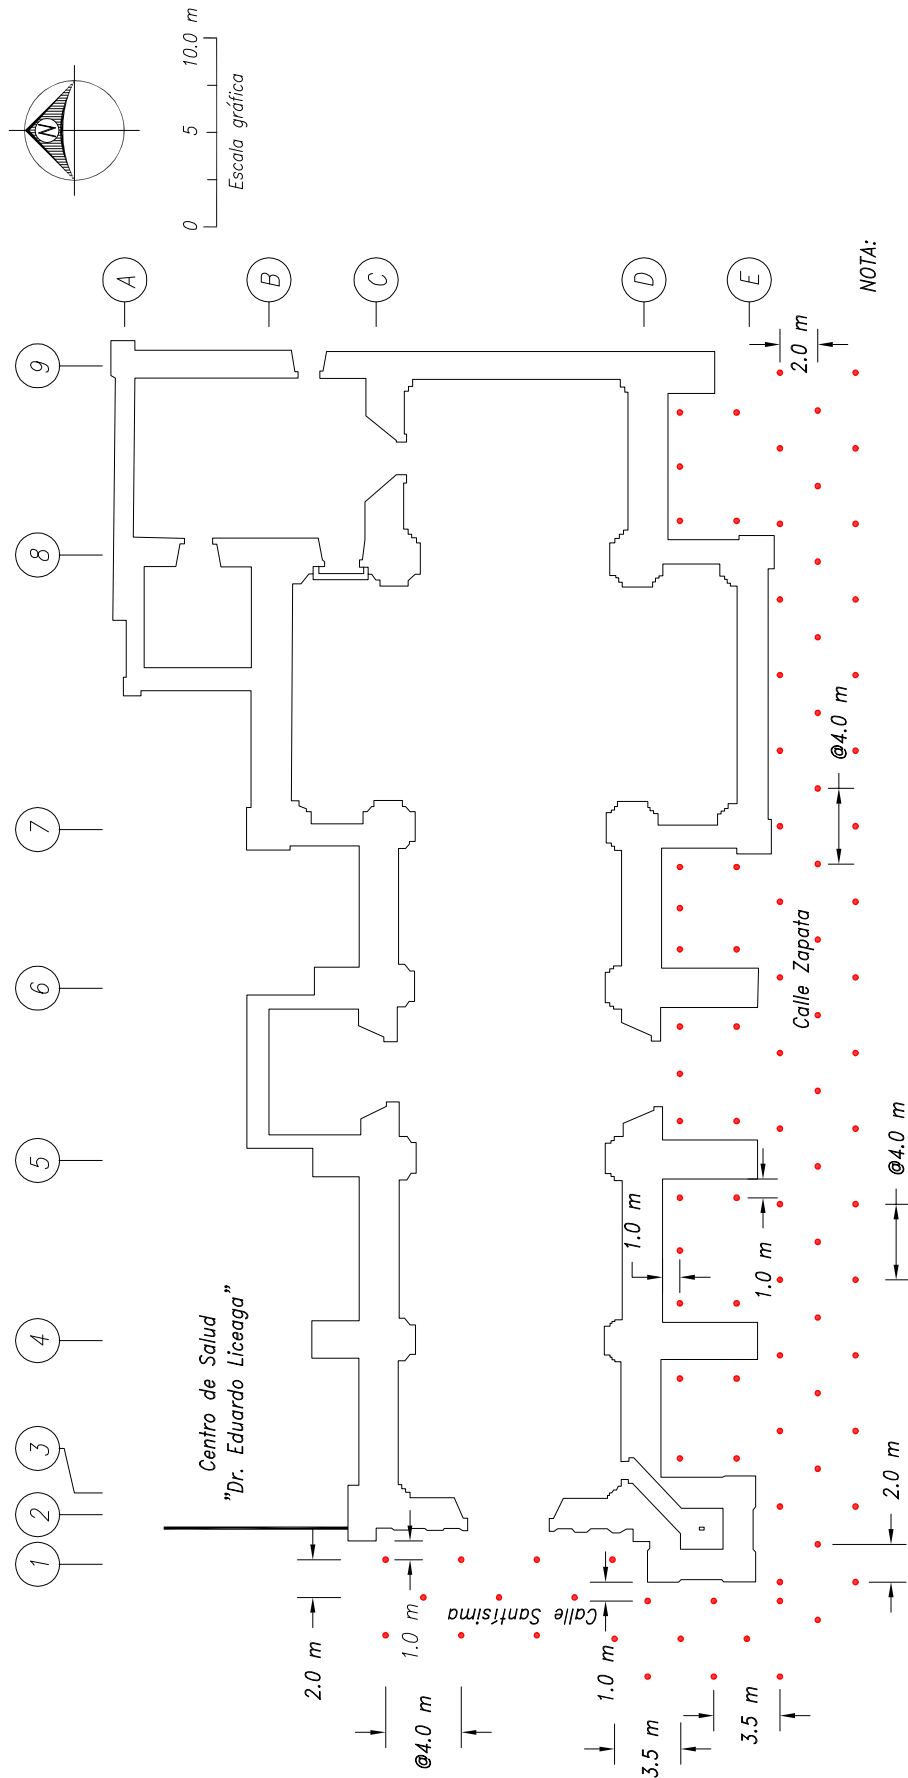 N
0 5 10.0 m
Escala gráfica
A
B
C
D
E
1
2
3
4
5
6
7
8
9
Centro de Salud
"Dr. Eduardo Liceaga"
Calle Santísima
Calle Zapata
NOTA:
2.0 m
1.0 m
@4.0 m
1.0 m
3.5 m
3.5 m
2.0 m
1.0 m
1.0 m
@4.0 m
@4.0 m
2.0 m